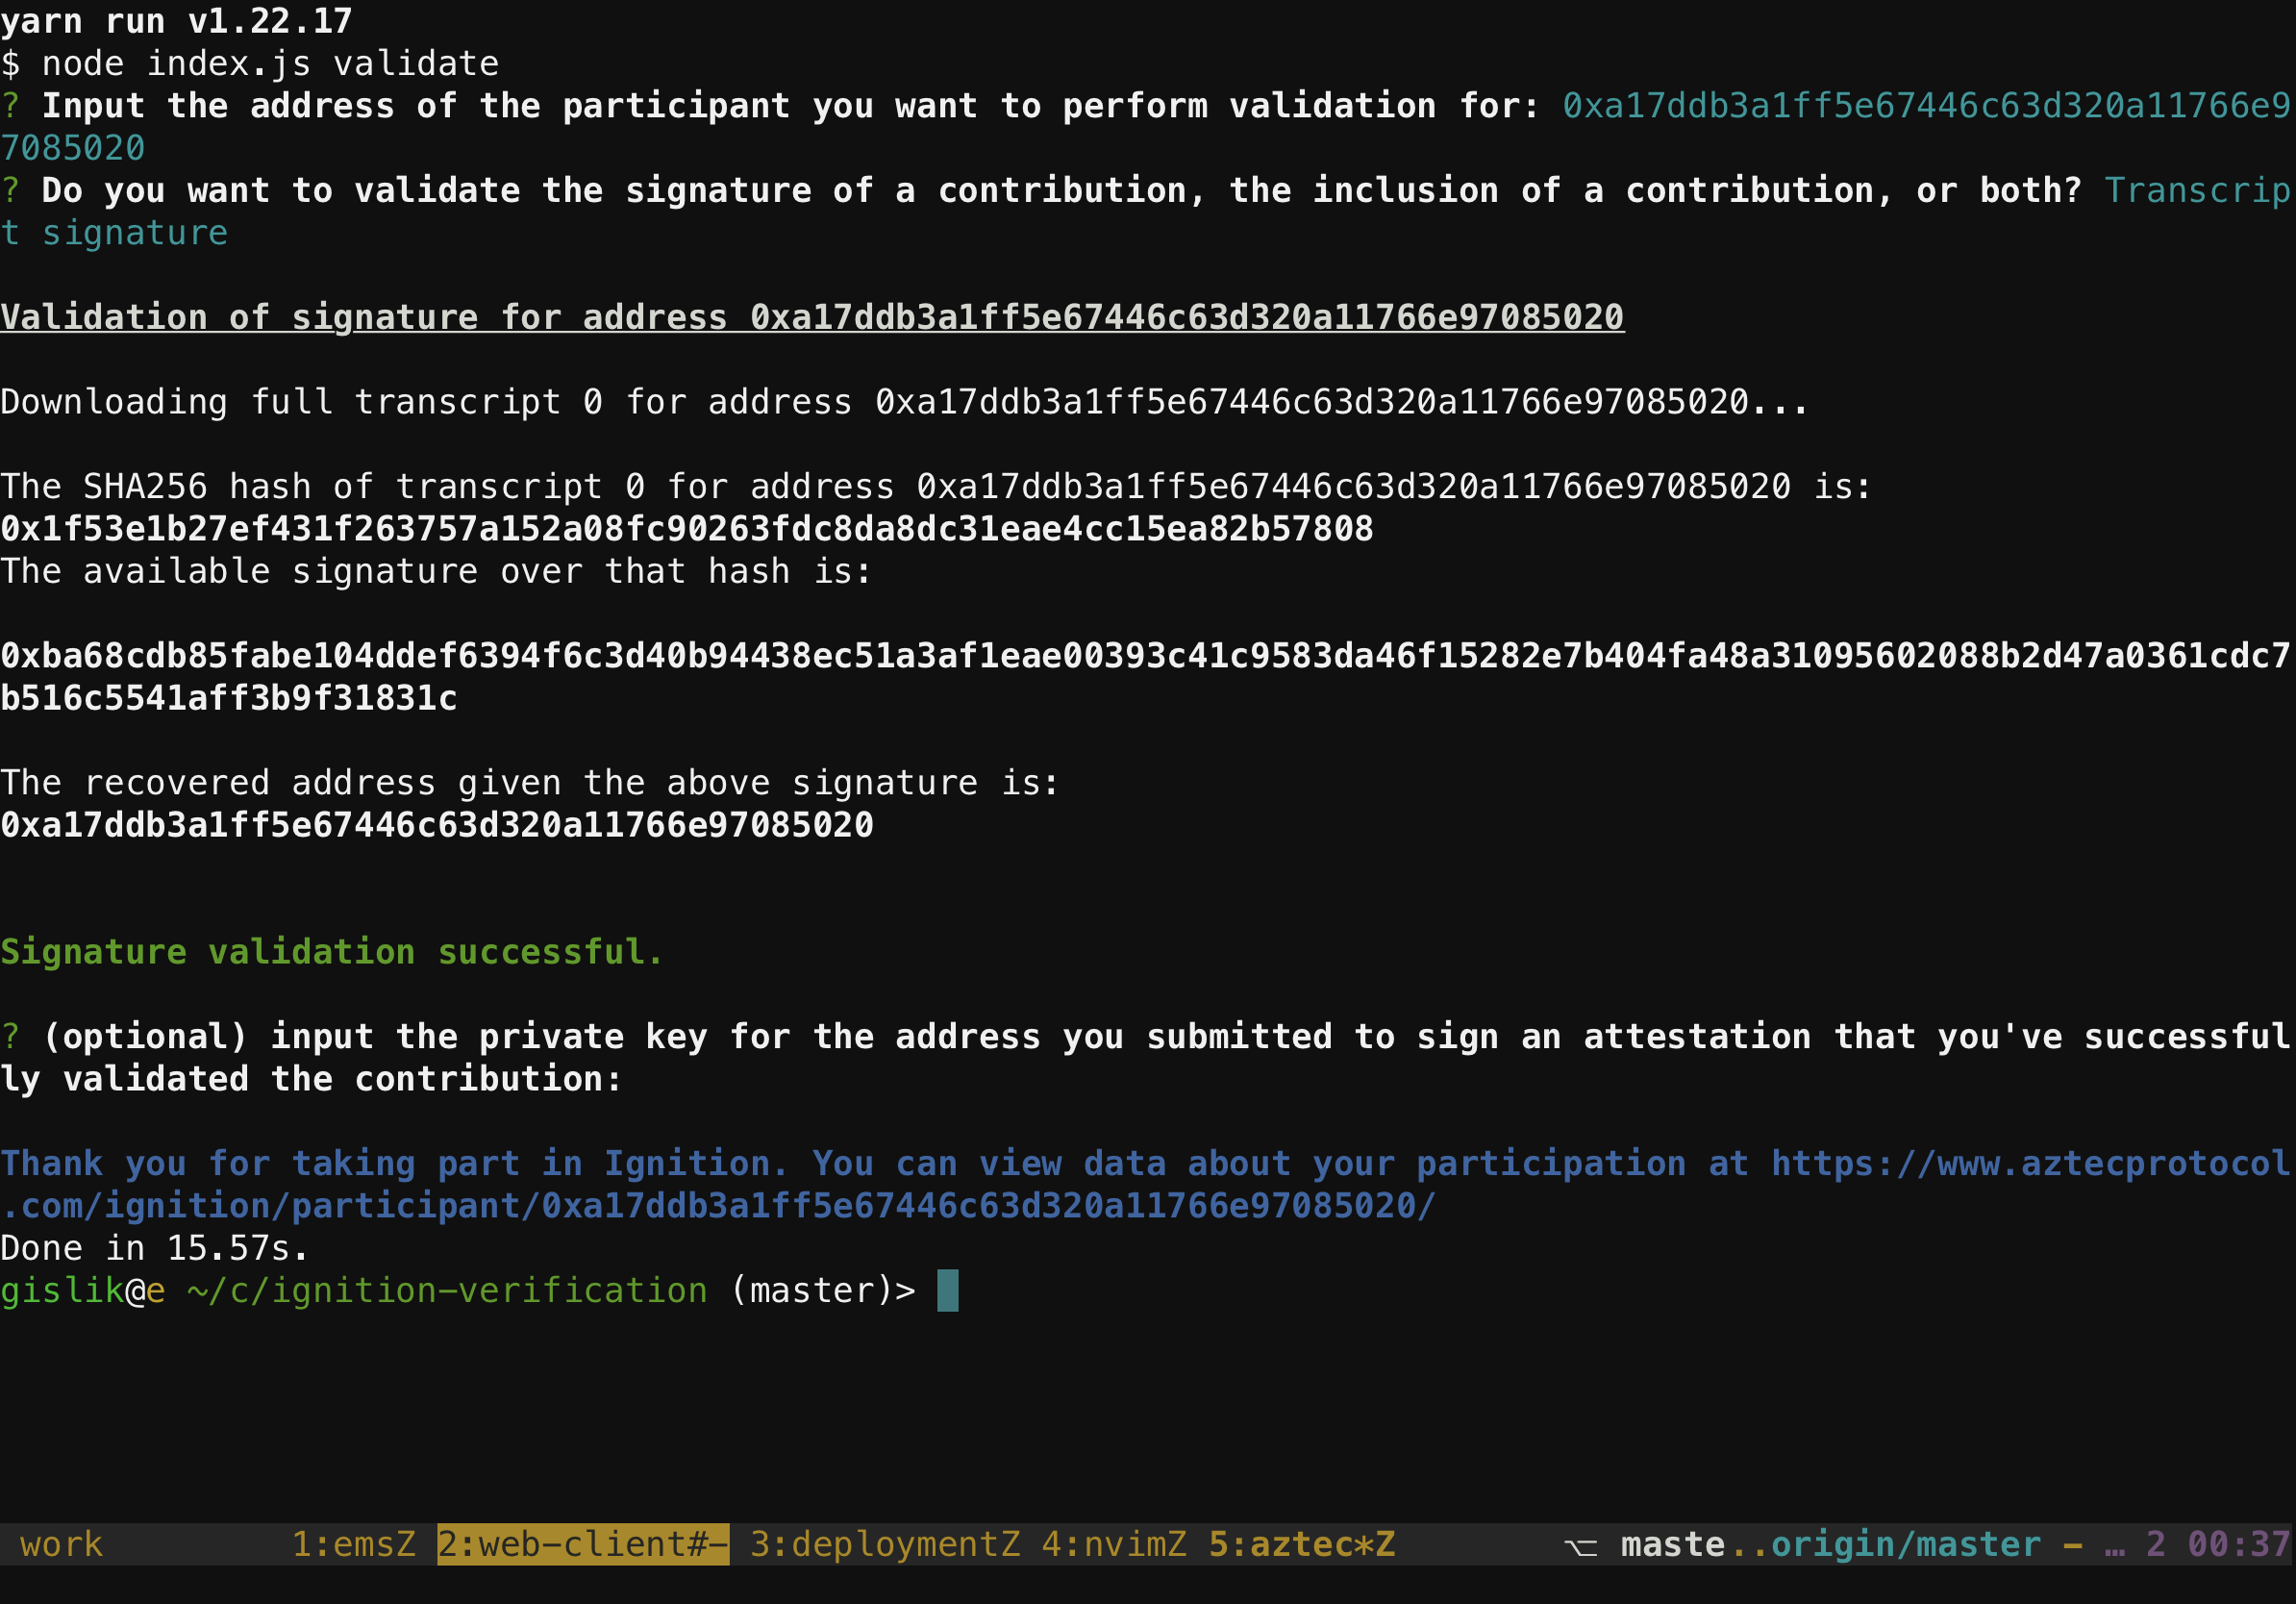 yarn run v1.22.17
$ node index.js validate
? Input the address of the participant you want to perform validation for: 0xa17ddb3a1ff5e67446c63d320a11766e9
7085020
? Do you want to validate the signature of a contribution, the inclusion of a contribution, or both? Transcrip
t signature
Validation of signature for address 0xa17ddb3a1ff5e67446c63d320a11766e97085020
Downloading full transcript 0 for address 0xa17ddb3a1ff5e67446c63d320a11766e97085020...
The SHA256 hash of transcript 0 for address 0xa17ddb3a1ff5e67446c63d320a11766e97085020 is:
0x1f53e1b27ef431f263757a152a08fc90263fdc8da8dc31eae4cc15ea82b57808
The available signature over that hash is:
0xba68cdb85fabe104ddef6394f6c3d40b94438ec51a3af1eae00393c41c9583da46f15282e7b404fa48a31095602088b2d47a0361cdc7
b516c5541aff3b9f31831c
The recovered address given the above signature is:
0xa17ddb3a1ff5e67446c63d320a11766e97085020
Signature validation successful.
? (optional) input the private key for the address you submitted to sign an attestation that you've successful
ly validated the contribution:
Thank you for taking part in Ignition. You can view data about your participation at https://www.aztecprotocol
.com/ignition/participant/0xa17ddb3a1ff5e67446c63d320a11766e97085020/
Done in 15.57s.
gislik@e ~/c/ignition-verification (master)>
work 1:emsZ 2:web-client#- 3:deploymentZ 4:nvimZ 5:aztec*Z ⌥ maste..origin/master - … 2 00:37